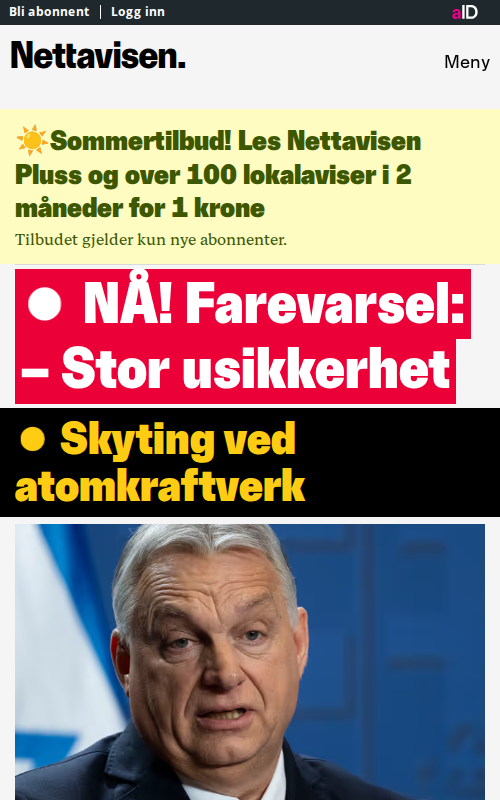 Bli abonnent | Logg inn
aID
Nettavisen.
Meny
☀️Sommertilbud! Les Nettavisen
Pluss og over 100 lokalaviser i 2
måneder for 1 krone
Tilbudet gjelder kun nye abonnenter.
● NÅ! Farevarsel:
– Stor usikkerhet
● Skyting ved
atomkraftverk